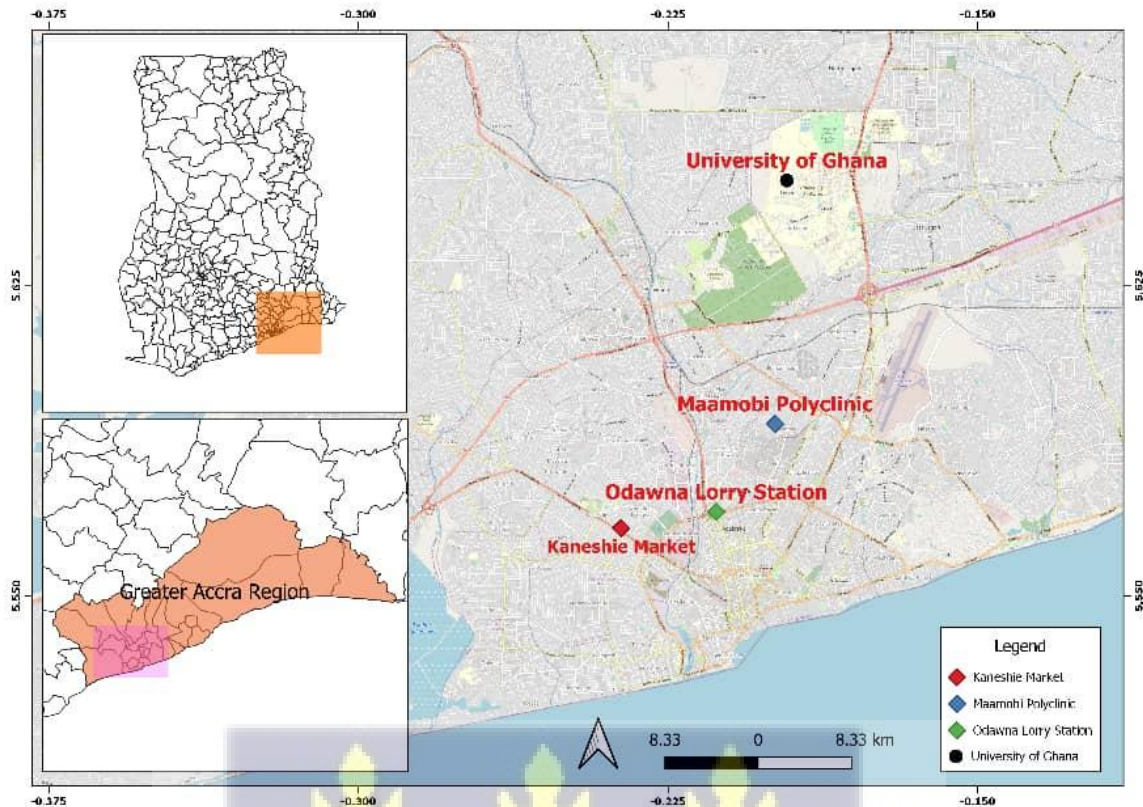 -0.375
-0.300
-0.225
-0.150
University of Ghana
5.625
5.625
Maamobi Polyclinic
Odawna Lorry Station
Kaneshie Market
Greater Accra Region
5.550
5.550
Legend
Kaneshie Market
Maamobi Polyclinic
Odawna Lorry Station
University of Ghana
8.33
0
8.33 km
-0.375
-0.300
-0.225
-0.150